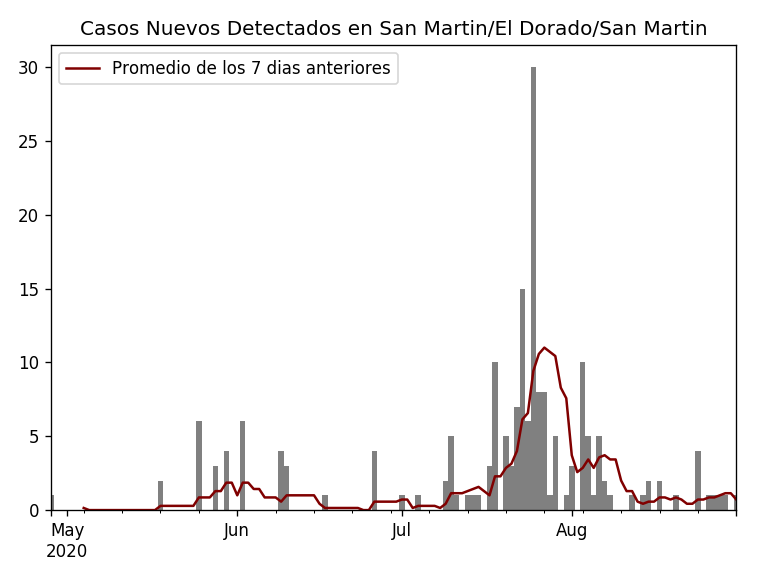 Casos Nuevos Detectados en San Martin/El Dorado/San Martin
Promedio de los 7 dias anteriores
30
25
20
15
10
5
0
May Jun Jul Aug
2020